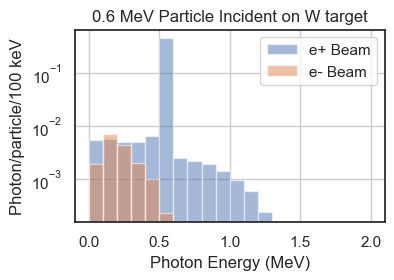 0.6 MeV Particle Incident on W target
Photon/particle/100 keV
10⁻¹
10⁻²
10⁻³
e+ Beam
e- Beam
0.0 0.5 1.0 1.5 2.0
Photon Energy (MeV)